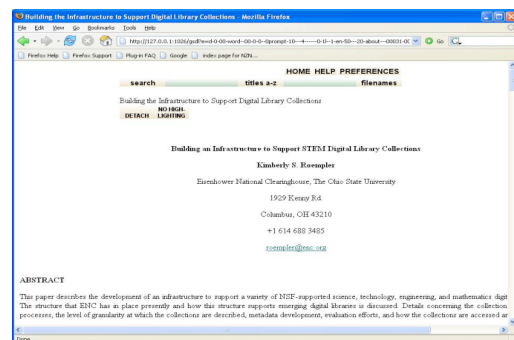 Building the Infrastructure to Support Digital Library Collections - Mozilla Firefox
File Edit View Go Bookmarks Tools Help
Go
Firefox Help Firefox Support Plug-in FAQ Google index page for NZN...
HOME HELP PREFERENCES
search titles a-z filenames
Building the Infrastructure to Support Digital Library Collections
DETACH NO HIGH-LIGHTING
Building an Infrastructure to Support STEM Digital Library Collections
Kimberly S. Roempler
Eisenhower National Clearinghouse, The Ohio State University
1929 Kenny Rd.
Columbus, OH 43210
+1 614 688 3485
roempler@enc.org
ABSTRACT
This paper describes the development of an infrastructure to support a variety of NSF-supported science, technology, engineering, and mathematics digit
The structure that ENC has in place presently and how this structure supports emerging digital libraries is discussed. Details concerning the collection
processes, the level of granularity at which the collections are described, metadata development, evaluation efforts, and how the collections are accessed ar
Done